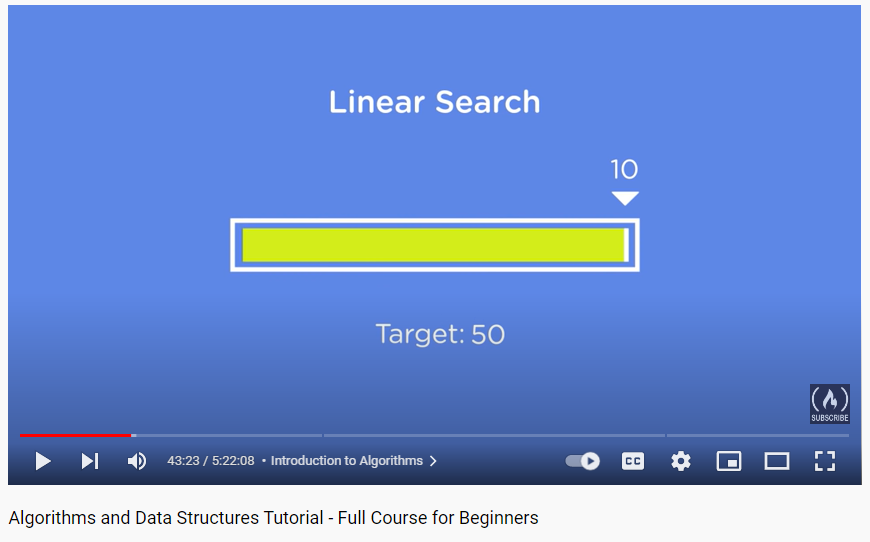 Linear Search
10
Target: 50
SUBSCRIBE
43:23 / 5:22:08 • Introduction to Algorithms
CC
Algorithms and Data Structures Tutorial - Full Course for Beginners